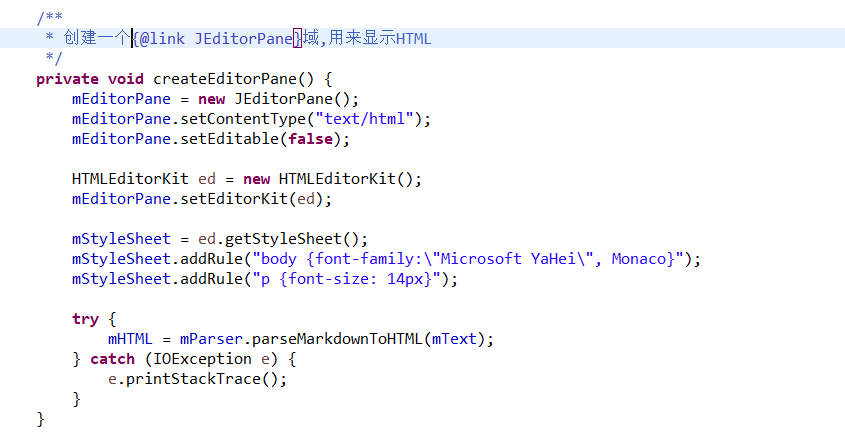 /**
 * 创建一个{@link JEditorPane}域,用来显示HTML
 */
private void createEditorPane() {
    mEditorPane = new JEditorPane();
    mEditorPane.setContentType("text/html");
    mEditorPane.setEditable(false);

    HTMLEditorKit ed = new HTMLEditorKit();
    mEditorPane.setEditorKit(ed);

    mStyleSheet = ed.getStyleSheet();
    mStyleSheet.addRule("body {font-family:\"Microsoft YaHei\", Monaco}");
    mStyleSheet.addRule("p {font-size: 14px}");

    try {
        mHTML = mParser.parseMarkdownToHTML(mText);
    } catch (IOException e) {
        e.printStackTrace();
    }
}